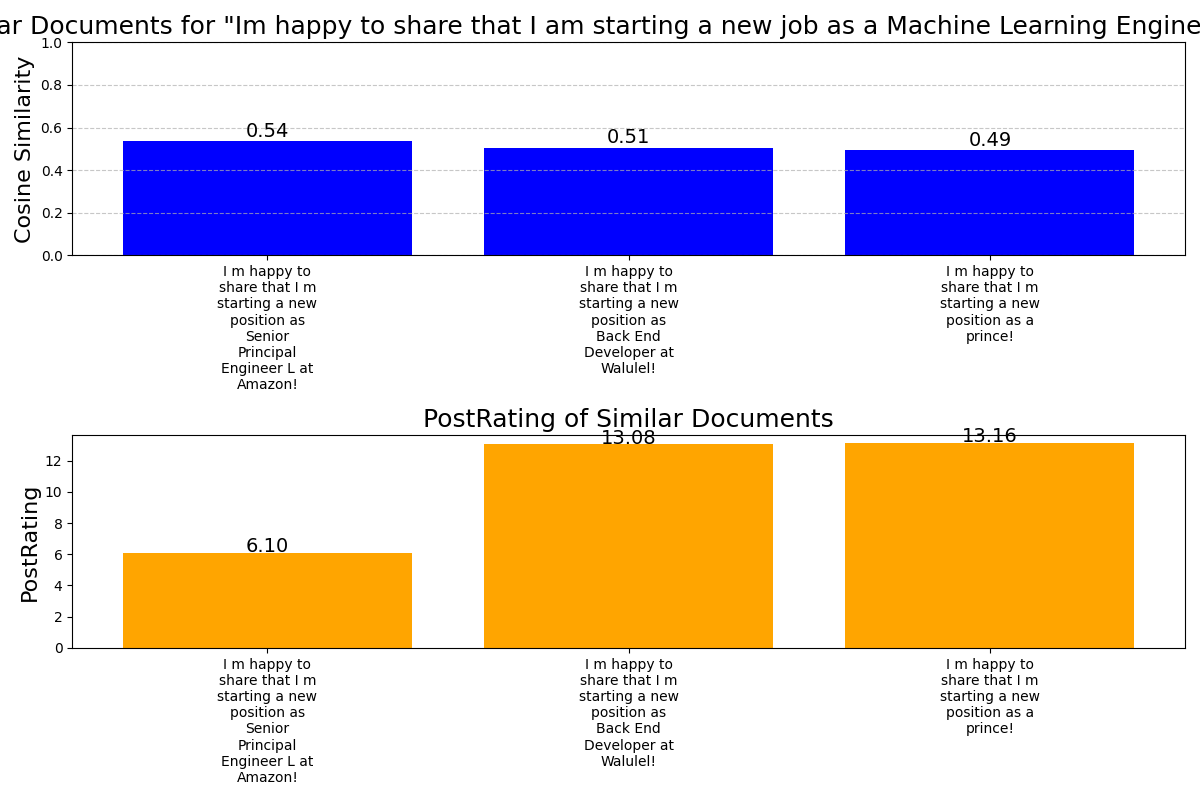 ar Documents for "Im happy to share that I am starting a new job as a Machine Learning Engine
Cosine Similarity
1.0
0.8
0.6
0.4
0.2
0.0
0.54
0.51
0.49
I m happy to
share that I m
starting a new
position as
Senior
Principal
Engineer L at
Amazon!
I m happy to
share that I m
starting a new
position as
Back End
Developer at
Walulel!
I m happy to
share that I m
starting a new
position as a
prince!
PostRating of Similar Documents
PostRating
12
10
8
6
4
2
0
6.10
13.08
13.16
I m happy to
share that I m
starting a new
position as
Senior
Principal
Engineer L at
Amazon!
I m happy to
share that I m
starting a new
position as
Back End
Developer at
Walulel!
I m happy to
share that I m
starting a new
position as a
prince!